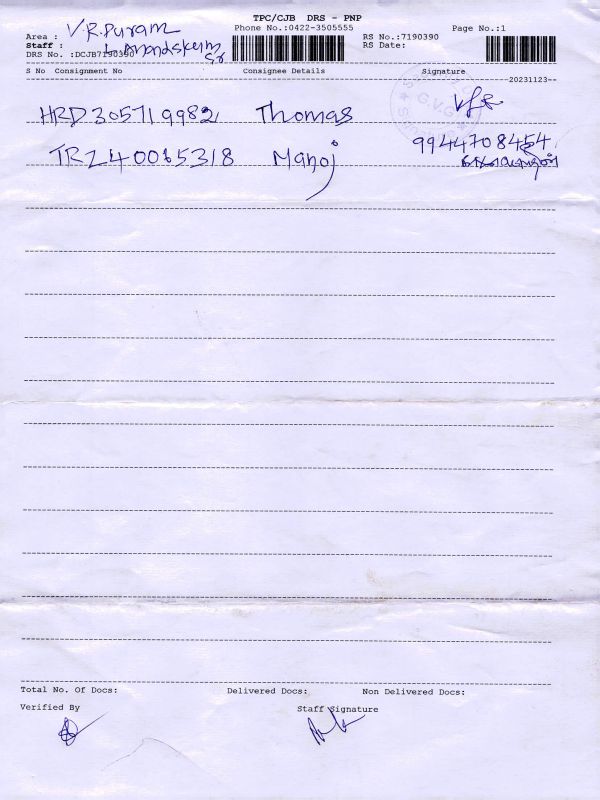 TPC/CJB DRS - PNP
Area : V.R.Puram
Phone No.:0422-3505555
Page No.:1
RS No.:7190390
Staff :
RS Date:
DRS No. :DCJB7190390
S No Consignment No Consignee Details Signature
20231123
HRD305719982 Thomas
G.V.G
TRZ40065318 Manoj 9944708454
Total No. Of Docs: Delivered Docs: Non Delivered Docs:
Verified By Staff Signature